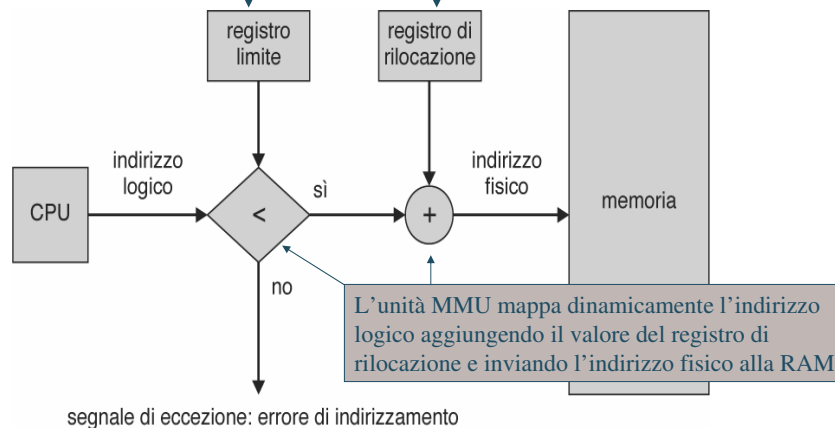 registro
limite
registro di
rilocazione
indirizzo
logico
indirizzo
fisico
CPU
<
sì
+
memoria
no
L'unità MMU mappa dinamicamente l'indirizzo
logico aggiungendo il valore del registro di
rilocazione e inviando l'indirizzo fisico alla RAM
segnale di eccezione: errore di indirizzamento